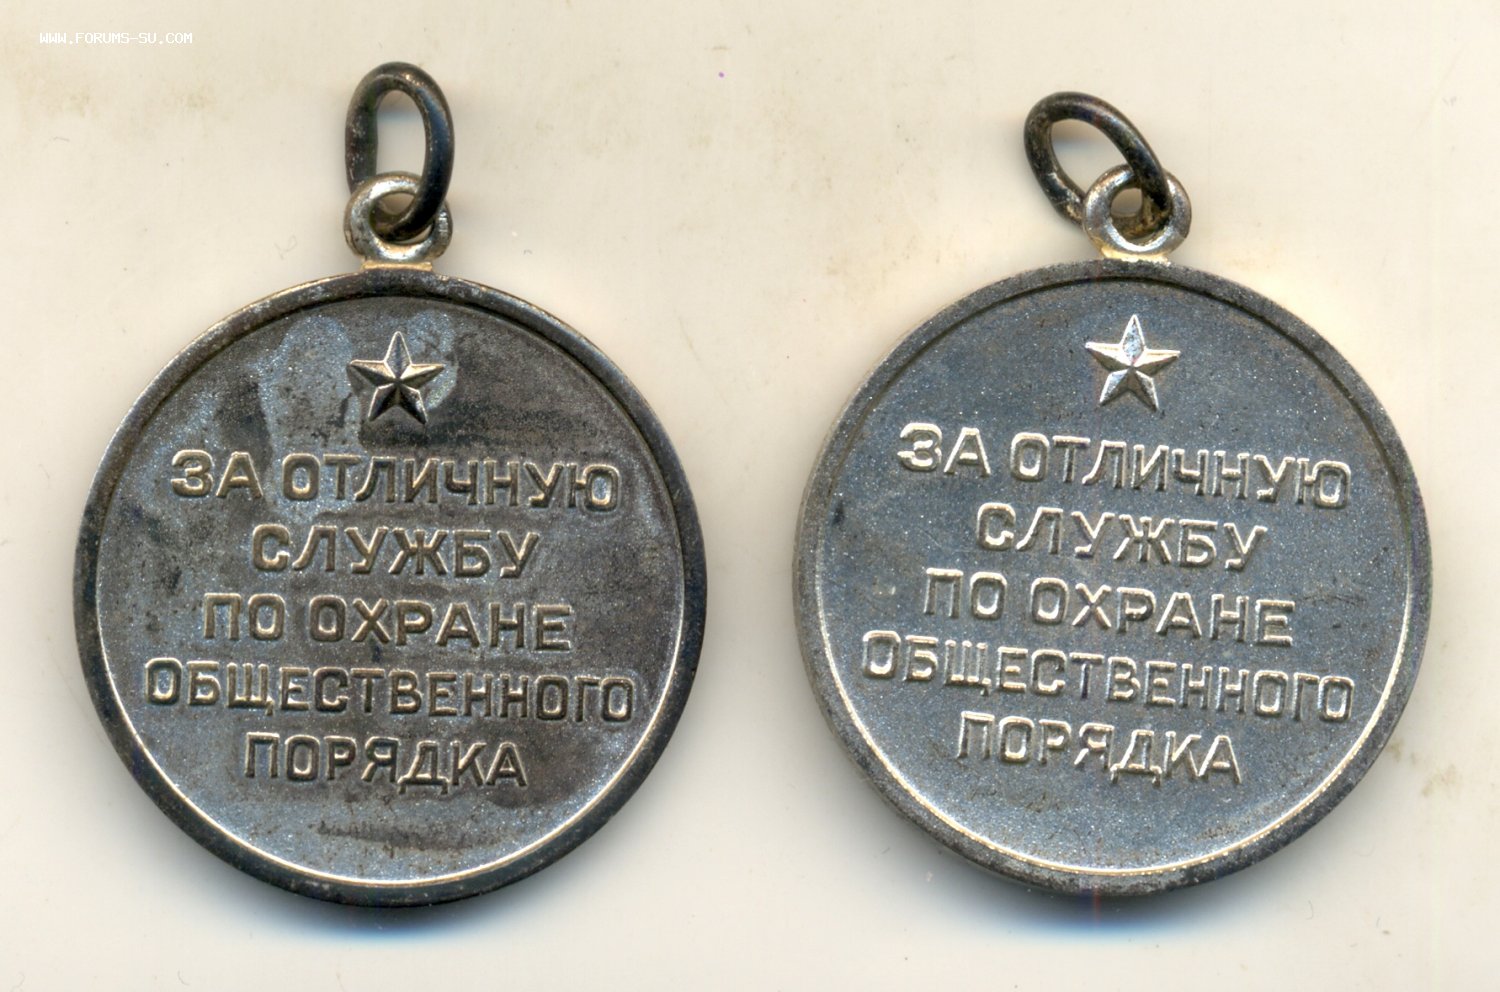 WWW.FORUMS-SU.COM
ЗА ОТЛИЧНУЮ
СЛУЖБУ
ПО ОХРАНЕ
ОБЩЕСТВЕННОГО
ПОРЯДКА
ЗА ОТЛИЧНУЮ
СЛУЖБУ
ПО ОХРАНЕ
ОБЩЕСТВЕННОГО
ПОРЯДКА